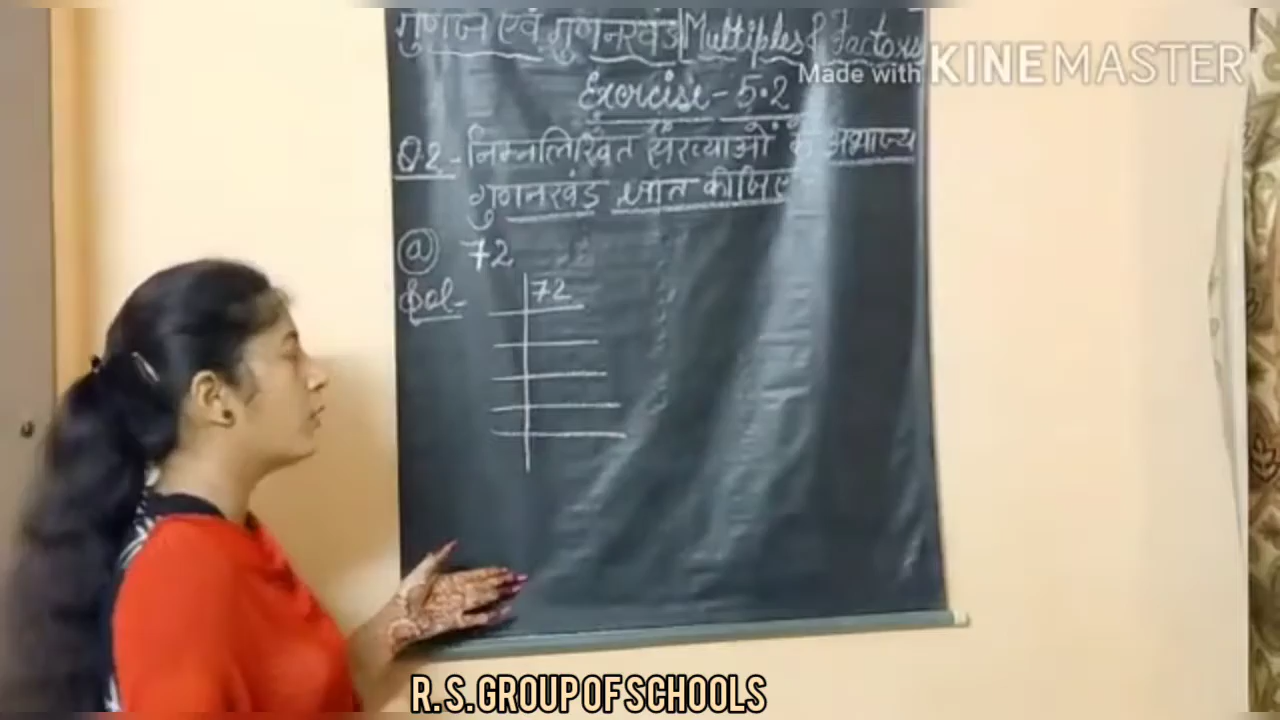 गुणज एवं गुणनखंड|Multiples & Factors
Made with KINEMASTER
Exercise - 5.2
Q.2 - निम्नलिखित संख्याओं के अभाज्य
गुणनखंड ज्ञात कीजिए
(a) 72
Sol - 72
R.S.GROUP OF SCHOOLS